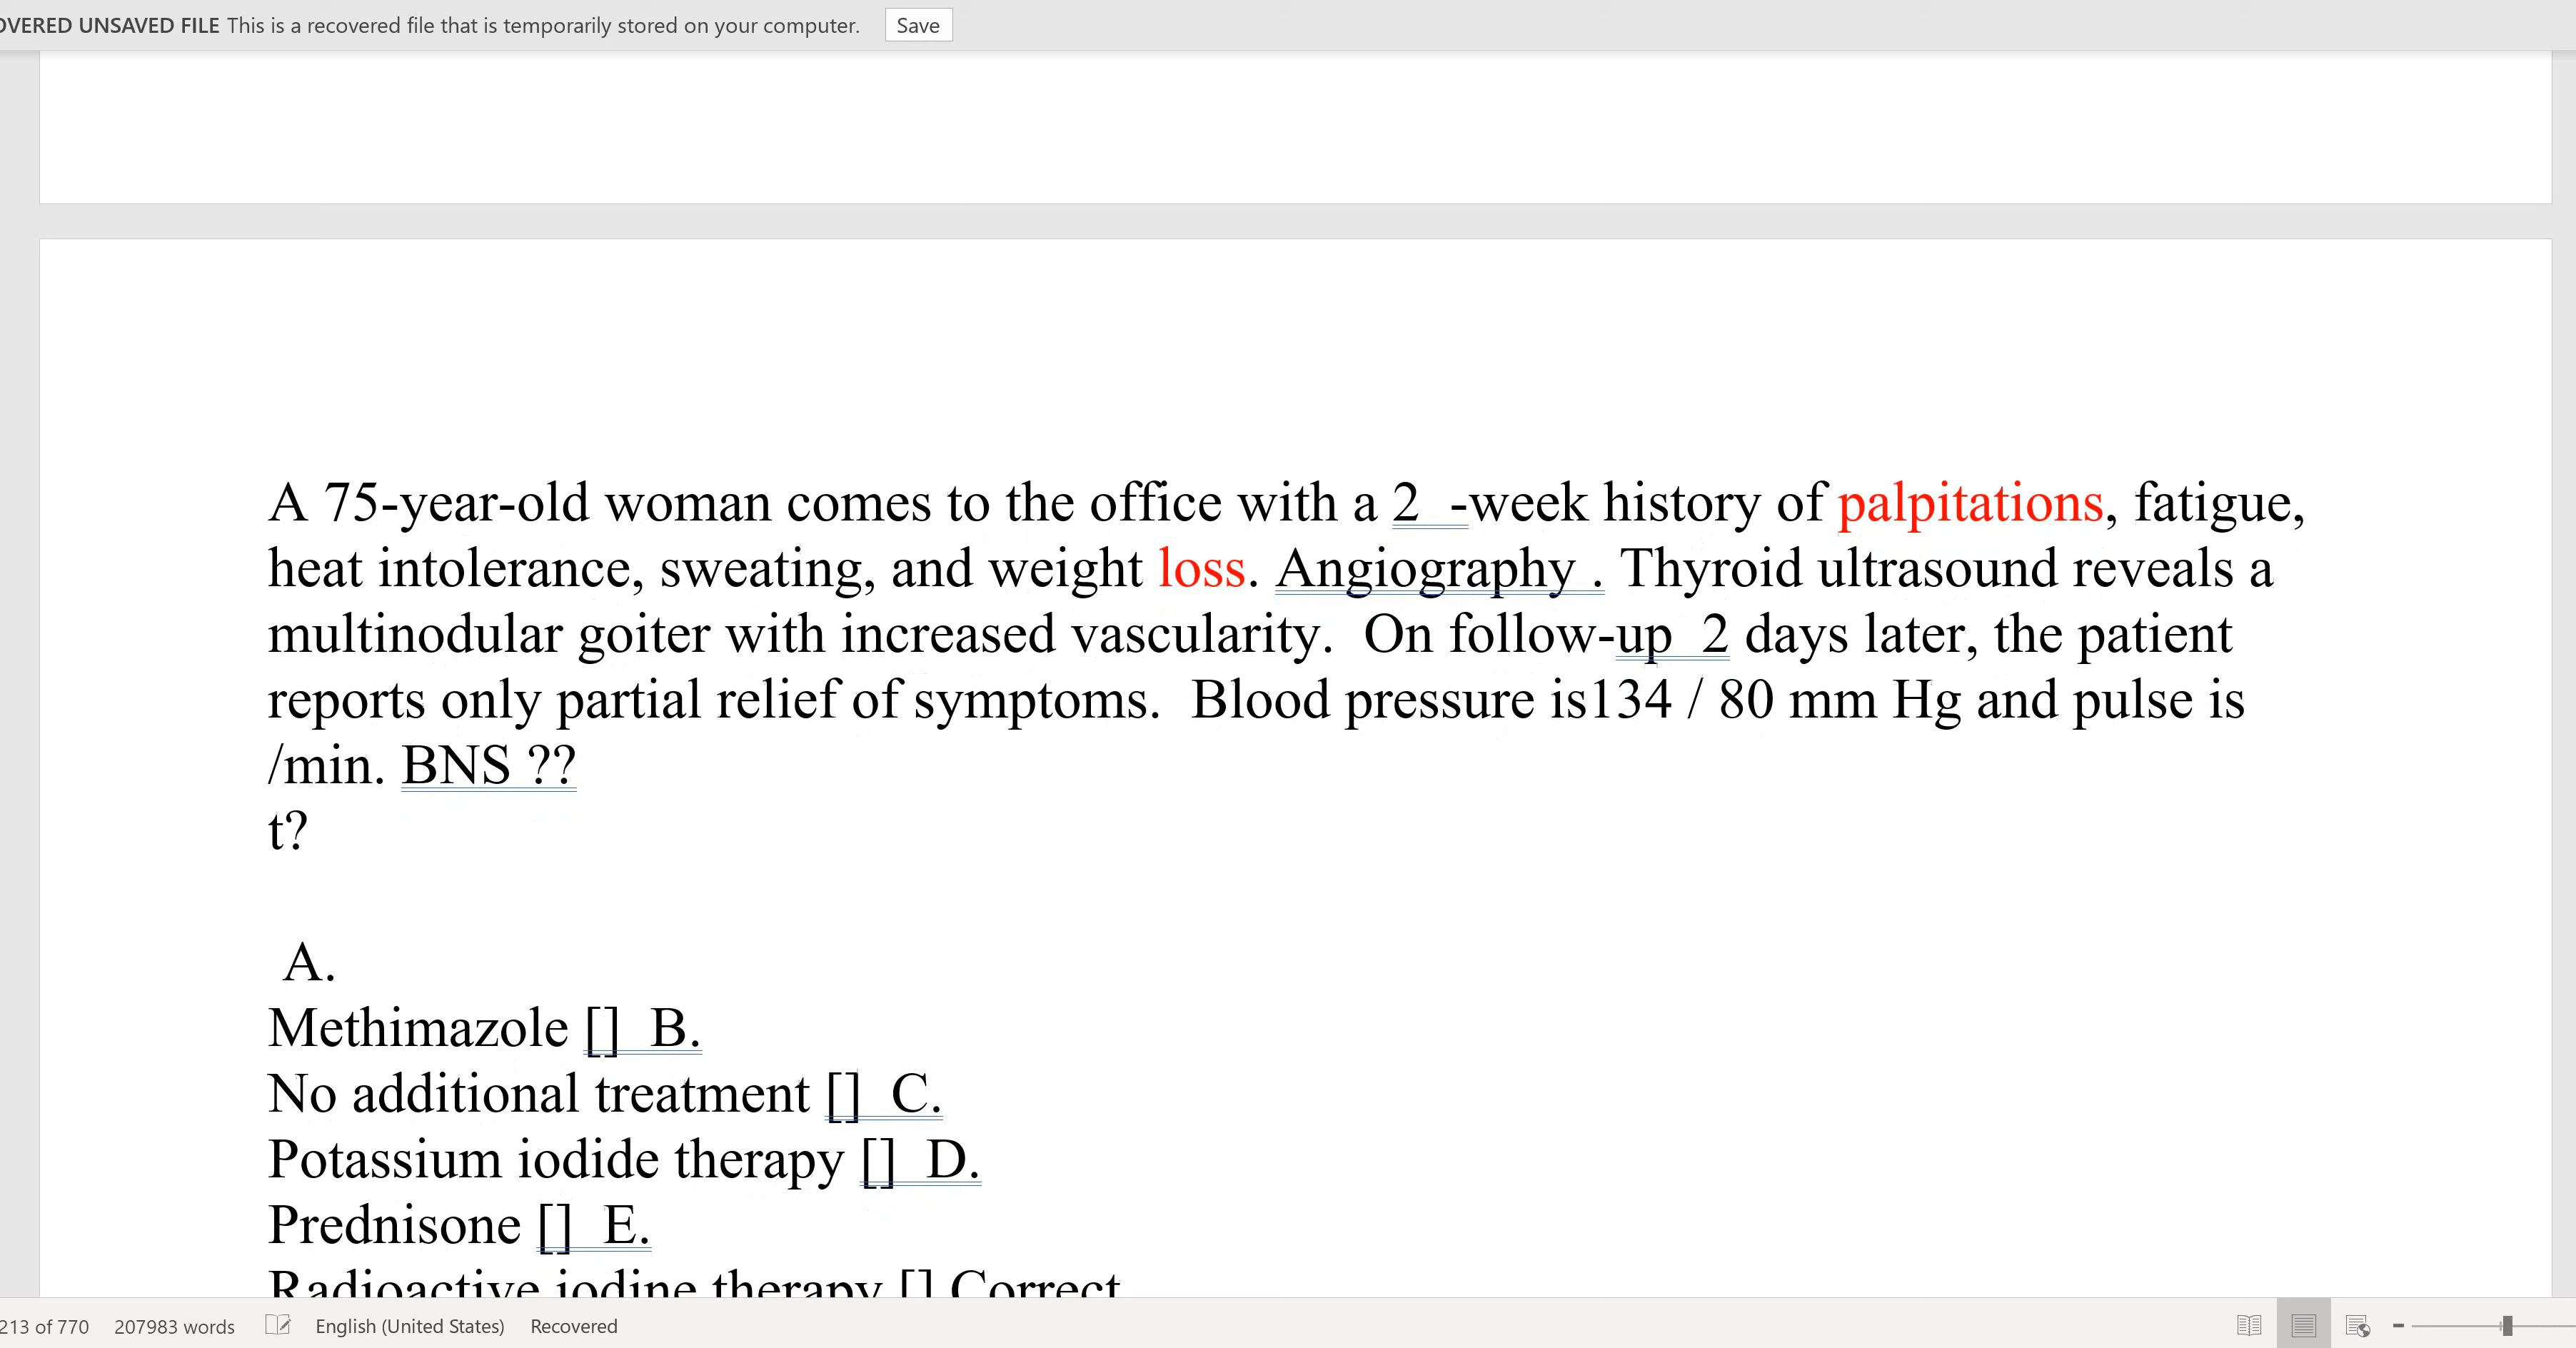 OVERED UNSAVED FILE This is a recovered file that is temporarily stored on your computer. Save
A 75-year-old woman comes to the office with a 2 -week history of palpitations, fatigue,
heat intolerance, sweating, and weight loss. Angiography . Thyroid ultrasound reveals a
multinodular goiter with increased vascularity. On follow-up 2 days later, the patient
reports only partial relief of symptoms. Blood pressure is134 / 80 mm Hg and pulse is
/min. BNS ??
t?
A.
Methimazole [] B.
No additional treatment [] C.
Potassium iodide therapy [] D.
Prednisone [] E.
Radioactive iodine therapy [] Correct
213 of 770 207983 words English (United States) Recovered